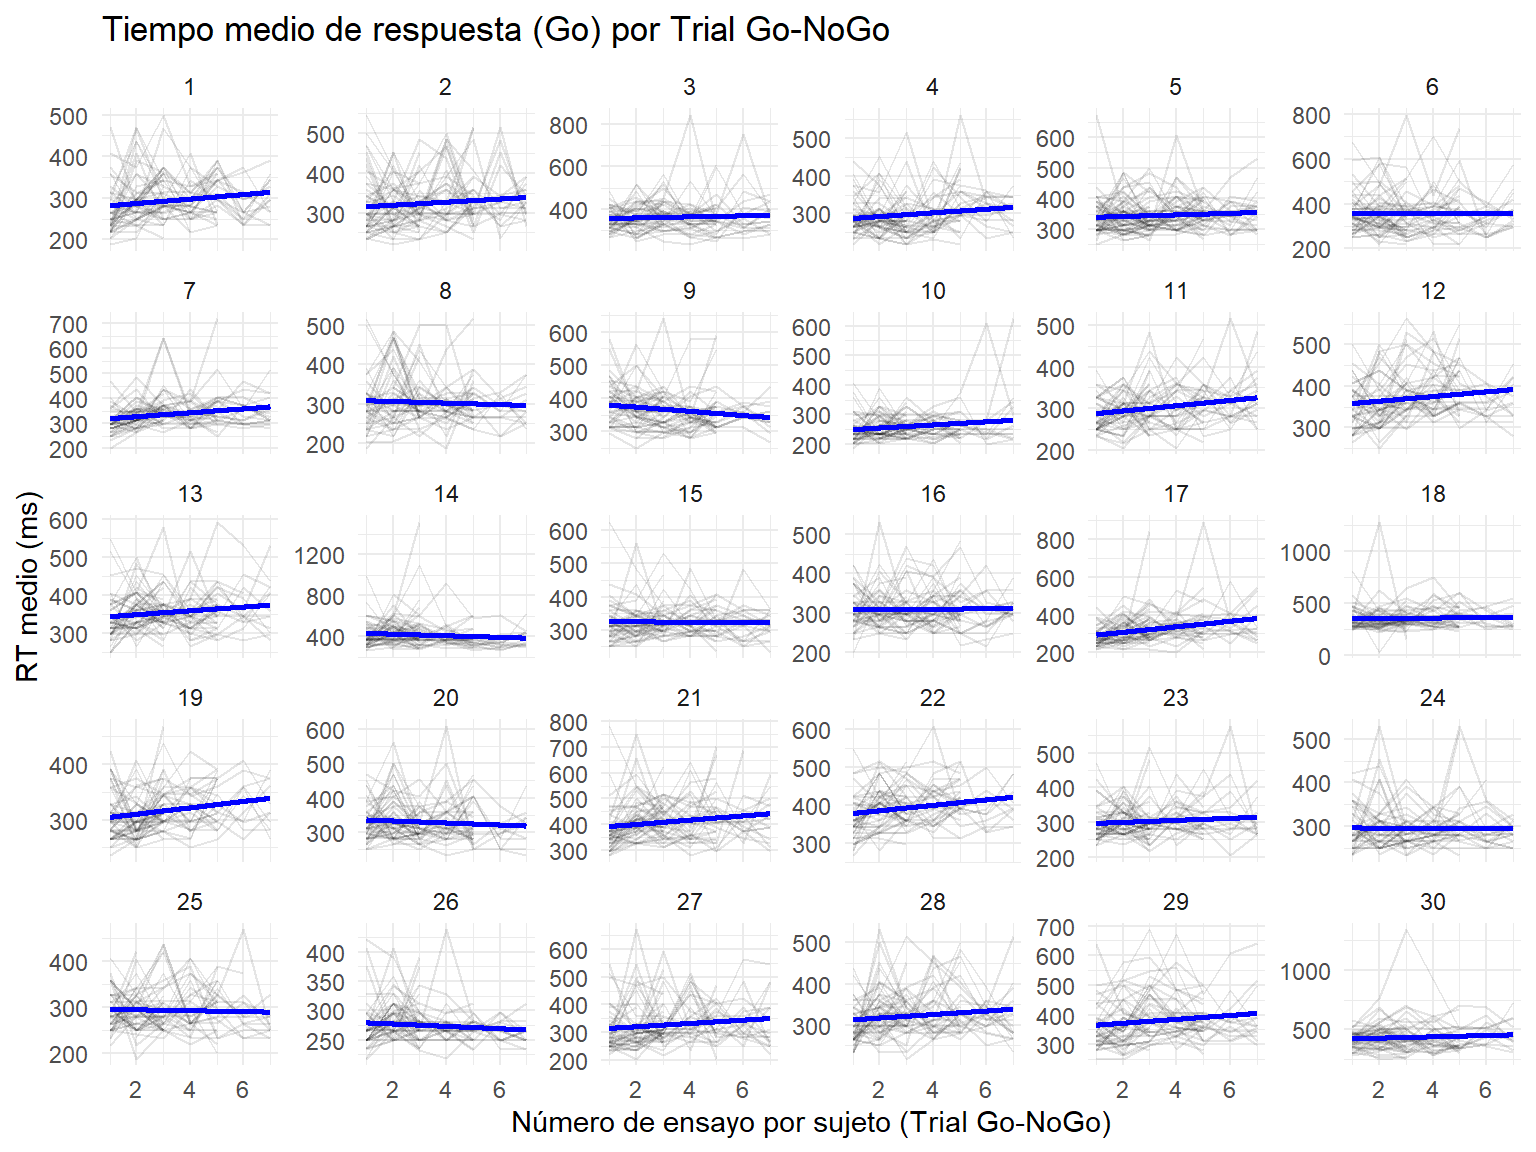 Tiempo medio de respuesta (Go) por Trial Go-NoGo
1 2 3 4 5 6
500 400 300 200
500 400 300
800 600 400
500 400 300
600 500 400 300
800 600 400 200
7 8 9 10 11 12
700 600 500 400 300 200
500 400 300 200
600 500 400 300
600 500 400 300 200
500 400 300 200
500 400 300
13 14 15 16 17 18
600 500 400 300
1200 800 400
600 500 400 300
500 400 300 200
800 600 400 200
1000 500 0
19 20 21 22 23 24
400 300
600 500 400 300
800 700 600 500 400 300
600 500 400 300
500 400 300 200
500 400 300
25 26 27 28 29 30
400 300 200
400 350 300 250
600 500 400 300 200
500 400 300
700 600 500 400 300
1000 500
2 4 6 2 4 6 2 4 6 2 4 6 2 4 6 2 4 6
RT medio (ms)
Número de ensayo por sujeto (Trial Go-NoGo)